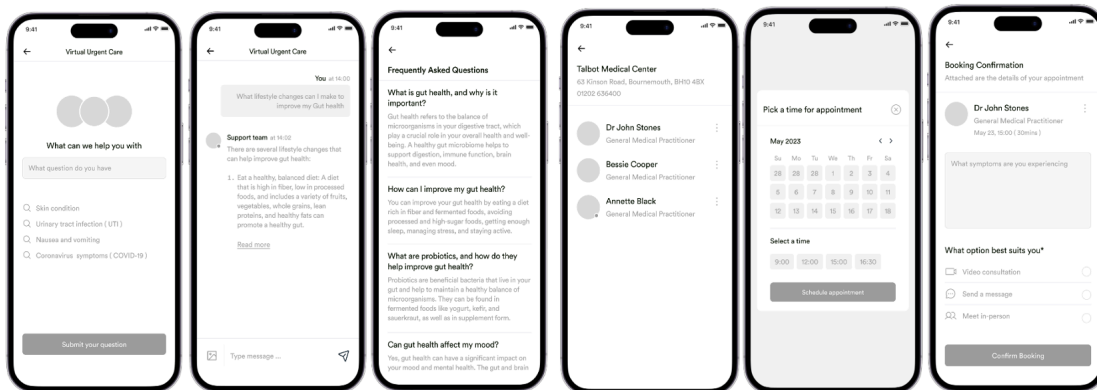 9:41
Virtual Urgent Care
What can we help you with
What question do you have
Skin condition
Urinary tract infection ( UTI )
Nausea and vomiting
Coronavirus symptoms ( COVID-19 )
Submit your question
9:41
Virtual Urgent Care
You at 14:00
What lifestyle changes can I make to
improve my Gut health
Support team at 14:02
There are several lifestyle changes that
can help improve gut health:
1. Eat a healthy, balanced diet: A diet
that is high in fiber, low in processed
foods, and includes a variety of fruits,
vegetables, whole grains, lean
proteins, and healthy fats can
promote a healthy gut.
Read more
Type message ...
9:41
Frequently Asked Questions
What is gut health, and why is it
important?
Gut health refers to the balance of
microorganisms in your digestive tract, which
play a crucial role in your overall health and well-
being. A healthy gut microbiome helps to
support digestion, immune function, brain
health, and even mood.
How can I improve my gut health?
You can improve your gut health by eating a diet
rich in fiber and fermented foods, avoiding
processed and high-sugar foods, getting enough
sleep, managing stress, and staying active.
What are probiotics, and how do they
help improve gut health?
Probiotics are beneficial bacteria that live in your
gut and help to maintain a healthy balance of
microorganisms. They can be found in
fermented foods like yogurt, kefir, and
sauerkraut, as well as in supplement form.
Can gut health affect my mood?
Yes, gut health can have a significant impact on
your mood and mental health. The gut and brain
9:41
Talbot Medical Center
63 Kinson Road, Bournemouth, BH10 4BX
01202 636400
Dr John Stones
General Medical Practitioner
Bessie Cooper
General Medical Practitioner
Annette Black
General Medical Practitioner
9:41
Pick a time for appointment
May 2023
Su Mo Tu We Th Fr Sa
28 28 28 1 2 3 4
5 6 7 8 9 10 11
12 13 14 15 16 17 18
Select a time
9:00 12:00 15:00 16:30
Schedule appointment
9:41
Booking Confirmation
Attached are the details of your appointment
Dr John Stones
General Medical Practitioner
May 23, 15:00 ( 30mins )
What symptoms are you experiencing
What option best suits you*
Video consultation
Send a message
Meet in-person
Confirm Booking